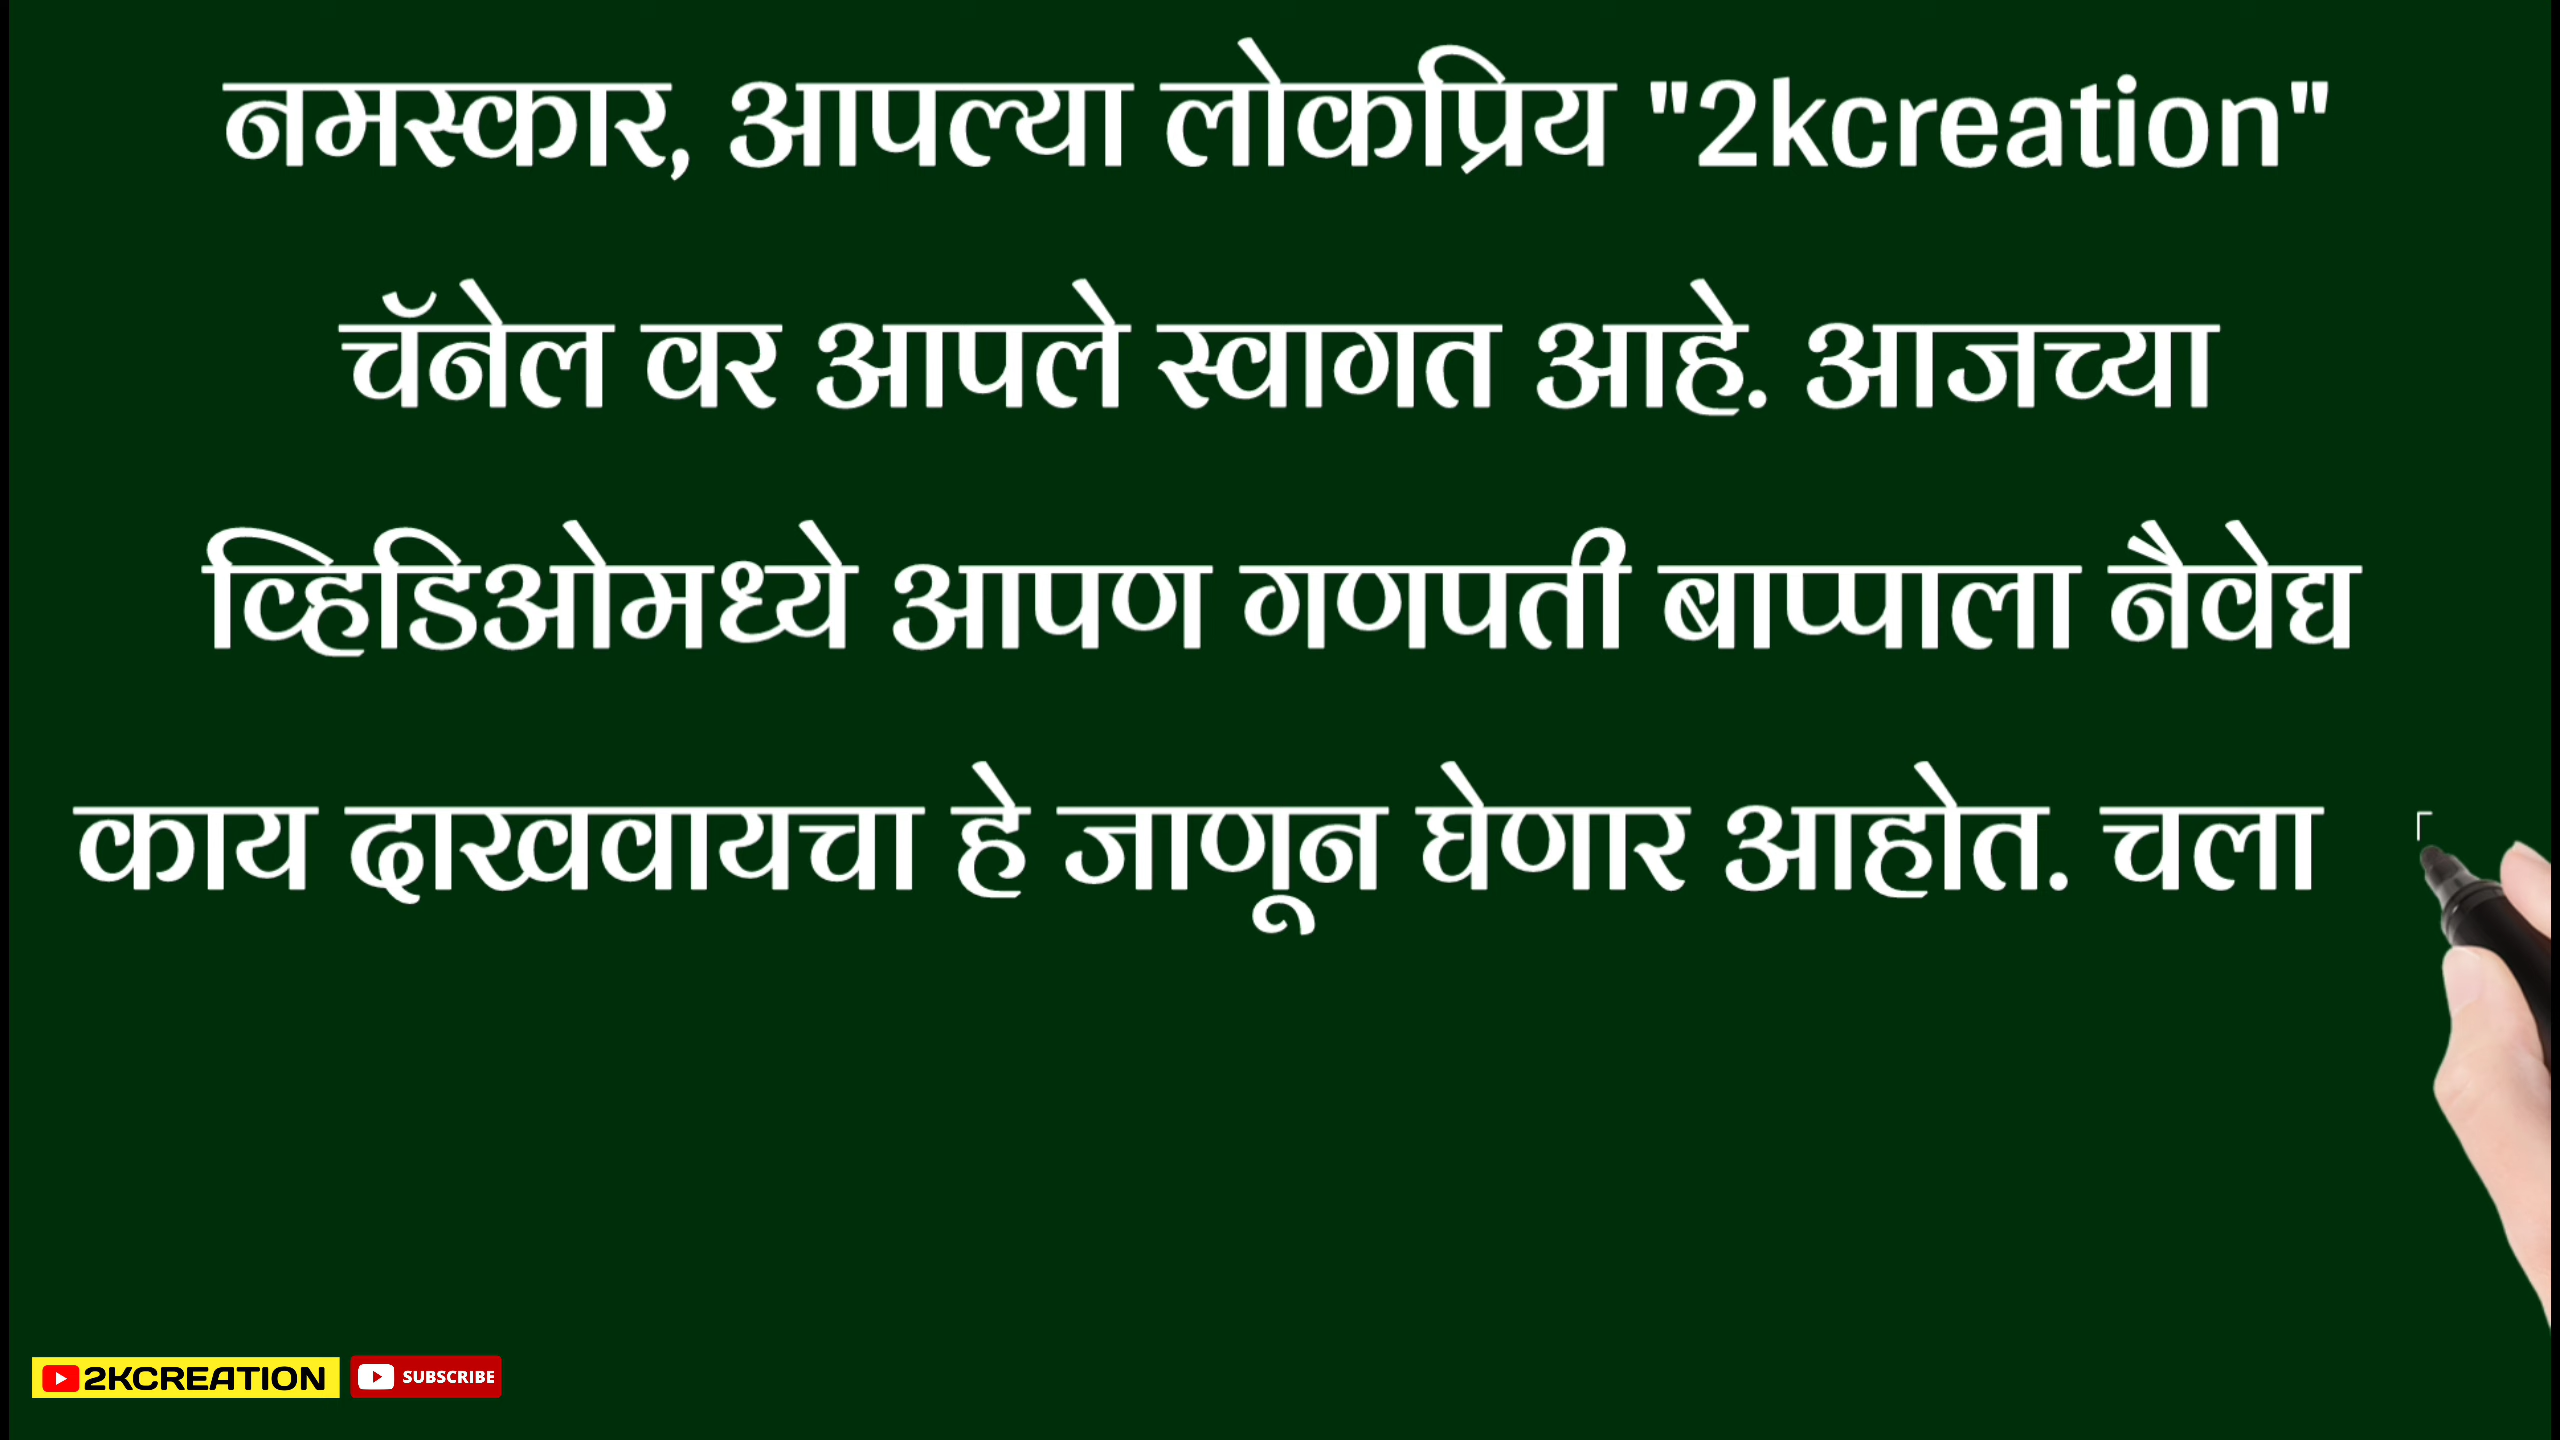 नमस्कार, आपल्या लोकप्रिय "2kcreation"
चॅनेल वर आपले स्वागत आहे. आजच्या
व्हिडिओमध्ये आपण गणपती बाप्पाला नैवेद्य
काय दाखवायचा हे जाणून घेणार आहोत. चला
2KCREATION SUBSCRIBE